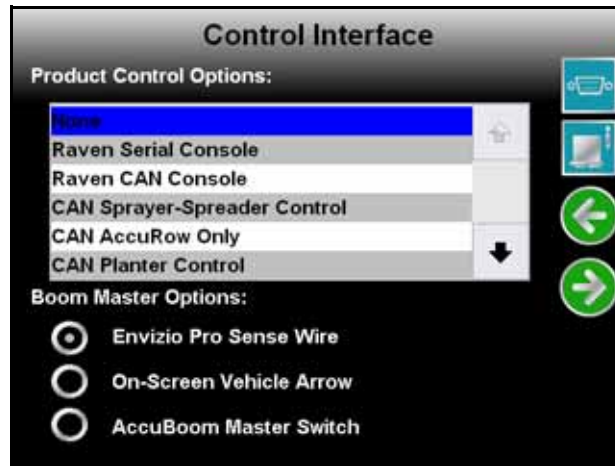 Control Interface
Product Control Options:
None
Raven Serial Console
Raven CAN Console
CAN Sprayer-Spreader Control
CAN AccuRow Only
CAN Planter Control
Boom Master Options:
Envizio Pro Sense Wire
On-Screen Vehicle Arrow
AccuBoom Master Switch